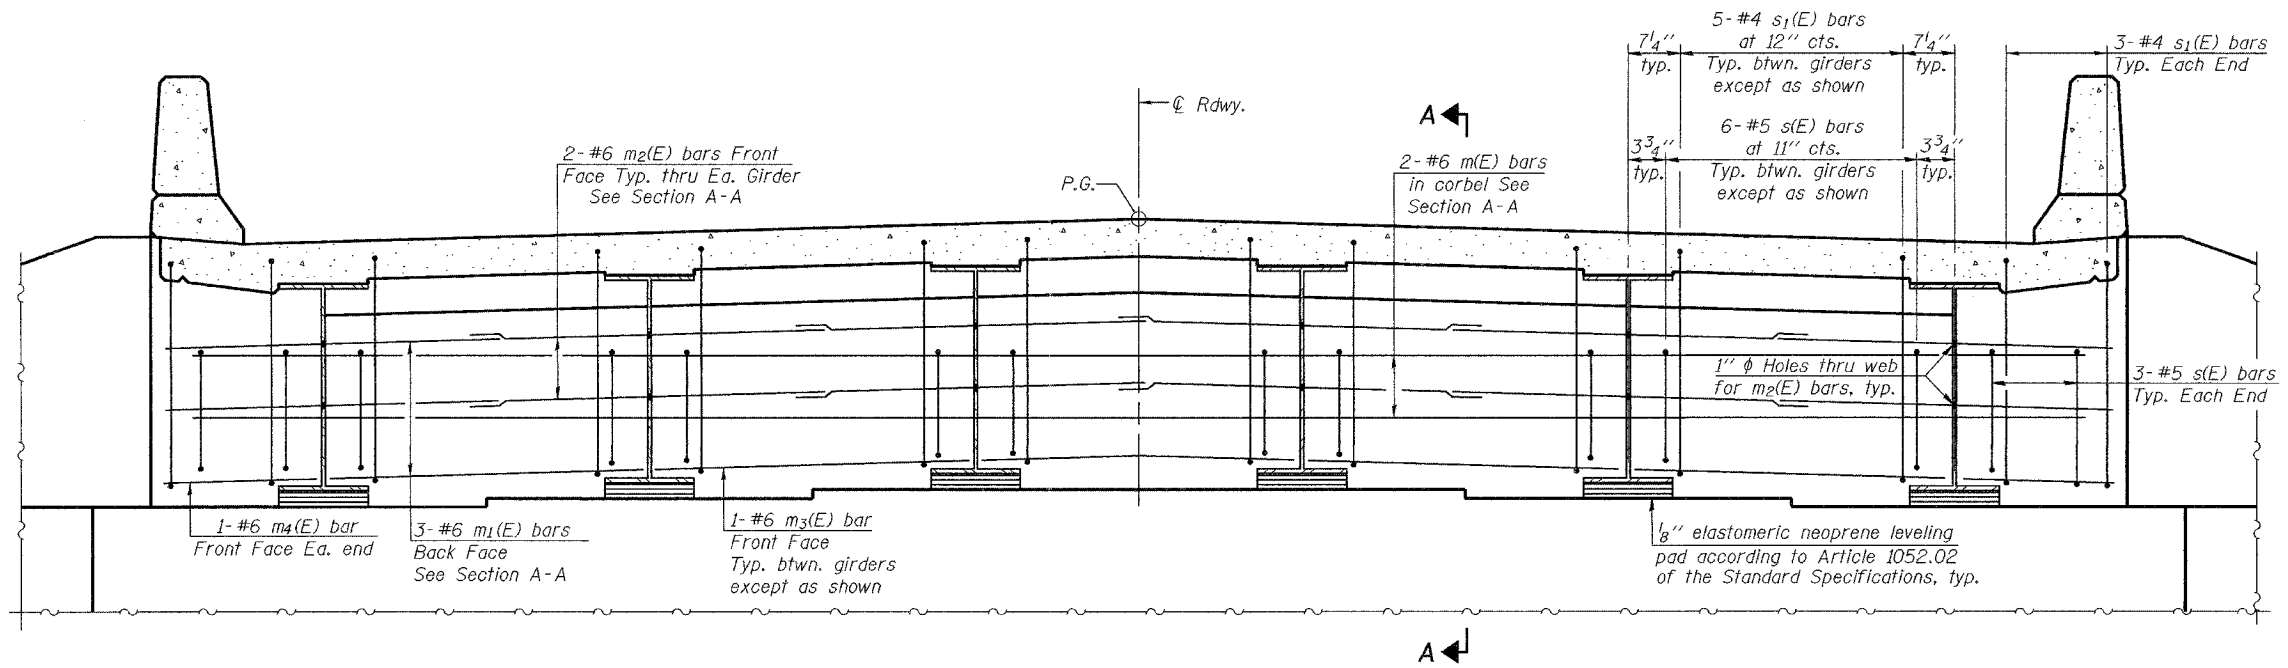 5-#4 s₁(E) bars
at 12" cts.
Typ. btwn. girders
except as shown
7¼"
typ.
7¼"
typ.
3-#4 s₁(E) bars
Typ. Each End
℄ Rdwy.
A
6-#5 s(E) bars
at 11" cts.
Typ. btwn. girders
except as shown
3¾"
typ.
3¾"
typ.
2-#6 m₂(E) bars Front
Face Typ. thru Ea. Girder
See Section A-A
2-#6 m(E) bars
in corbel See
Section A-A
P.G.
1" ϕ Holes thru web
for m₂(E) bars, typ.
3-#5 s(E) bars
Typ. Each End
1-#6 m₄(E) bar
Front Face Ea. end
3-#6 m₁(E) bars
Back Face
See Section A-A
1-#6 m₃(E) bar
Front Face
Typ. btwn. girders
except as shown
⅛" elastomeric neoprene leveling
pad according to Article 1052.02
of the Standard Specifications, typ.
A